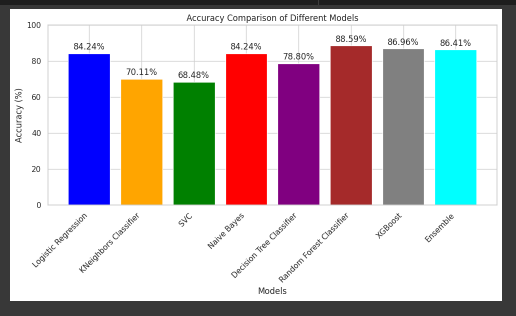 Accuracy Comparison of Different Models
Accuracy (%)
100
80
60
40
20
0
84.24%
70.11%
68.48%
84.24%
78.80%
88.59%
86.96%
86.41%
Logistic Regression
KNeighbors Classifier
SVC
Naive Bayes
Decision Tree Classifier
Random Forest Classifier
XGBoost
Ensemble
Models